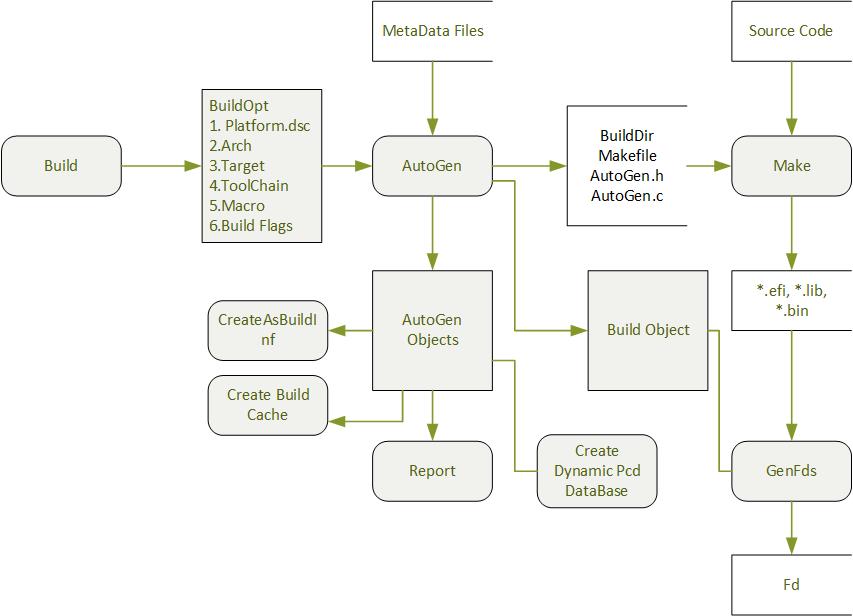 MetaData Files
Source Code
BuildOpt
1. Platform.dsc
2.Arch
3.Target
4.ToolChain
5.Macro
6.Build Flags
Build
AutoGen
BuildDir
Makefile
AutoGen.h
AutoGen.c
Make
CreateAsBuildI
nf
AutoGen
Objects
Build Object
*.efi, *.lib,
*.bin
Create Build
Cache
Report
Create
Dynamic Pcd
DataBase
GenFds
Fd